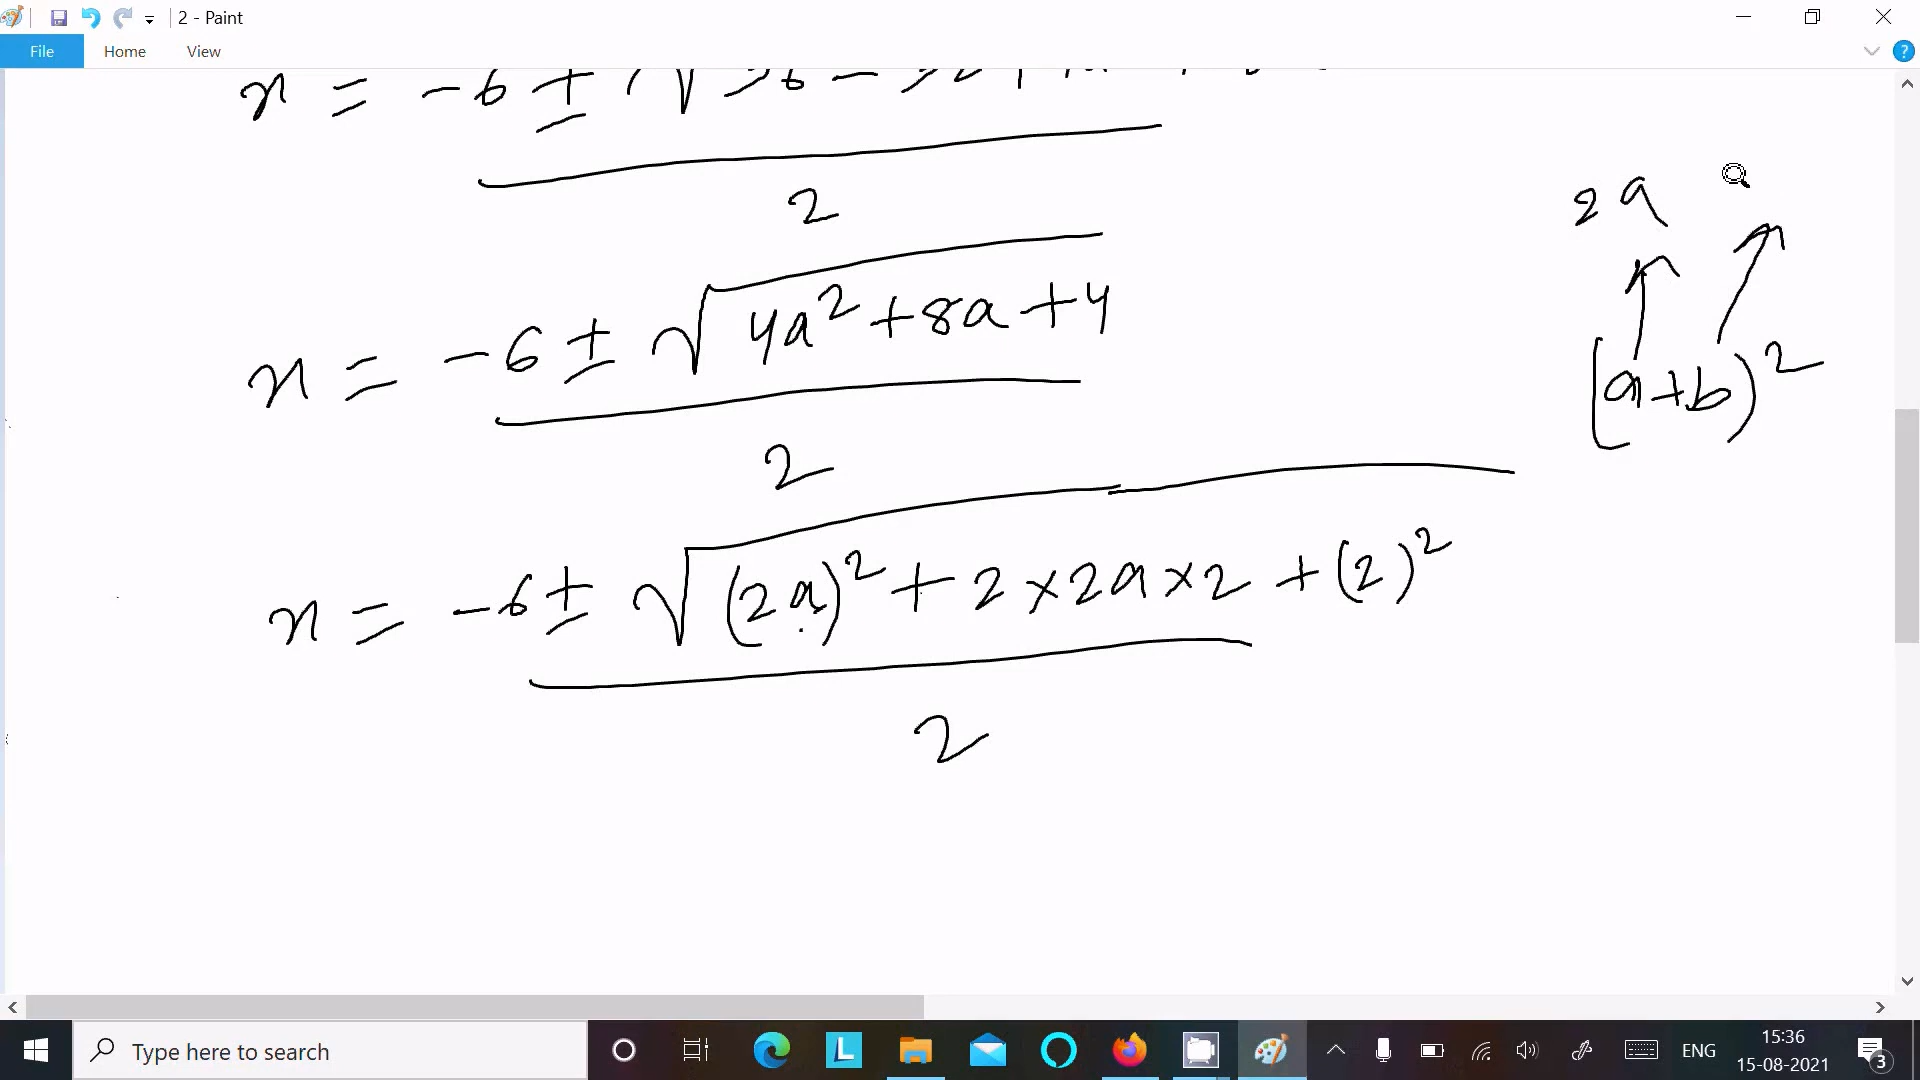 2 - Paint
File Home View
x = -6 ± √
2
x = -6 ± √4a²+8a+4
2
2a
(a+b)²
x = -6 ± √(2a)² + 2×2a×2 + (2)²
2
Type here to search
ENG
15:36
15-08-2021
3